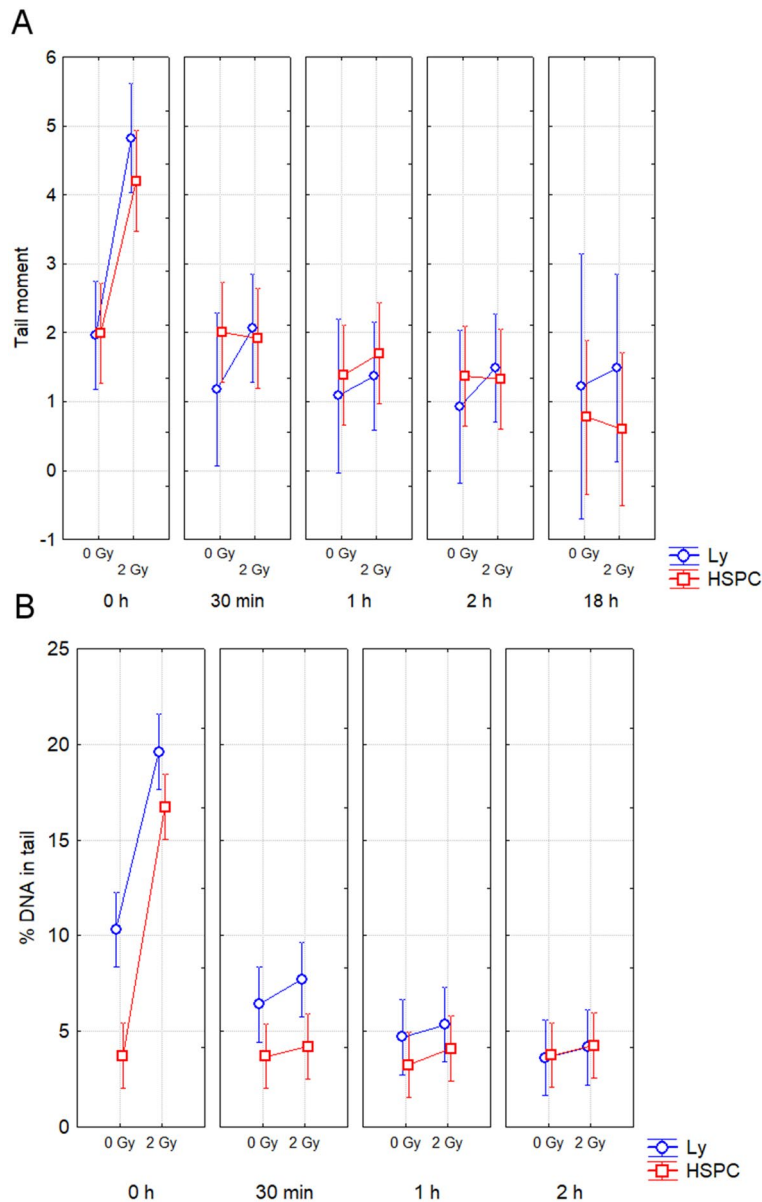 A
6
5
4
3
2
1
0
-1
Tail moment
0 Gy 0 Gy 0 Gy 0 Gy 0 Gy
2 Gy 2 Gy 2 Gy 2 Gy 2 Gy
0 h 30 min 1 h 2 h 18 h
Ly
HSPC
B
25
20
15
10
5
0
% DNA in tail
0 Gy 2 Gy 0 Gy 2 Gy 0 Gy 2 Gy 0 Gy 2 Gy
0 h 30 min 1 h 2 h
Ly
HSPC